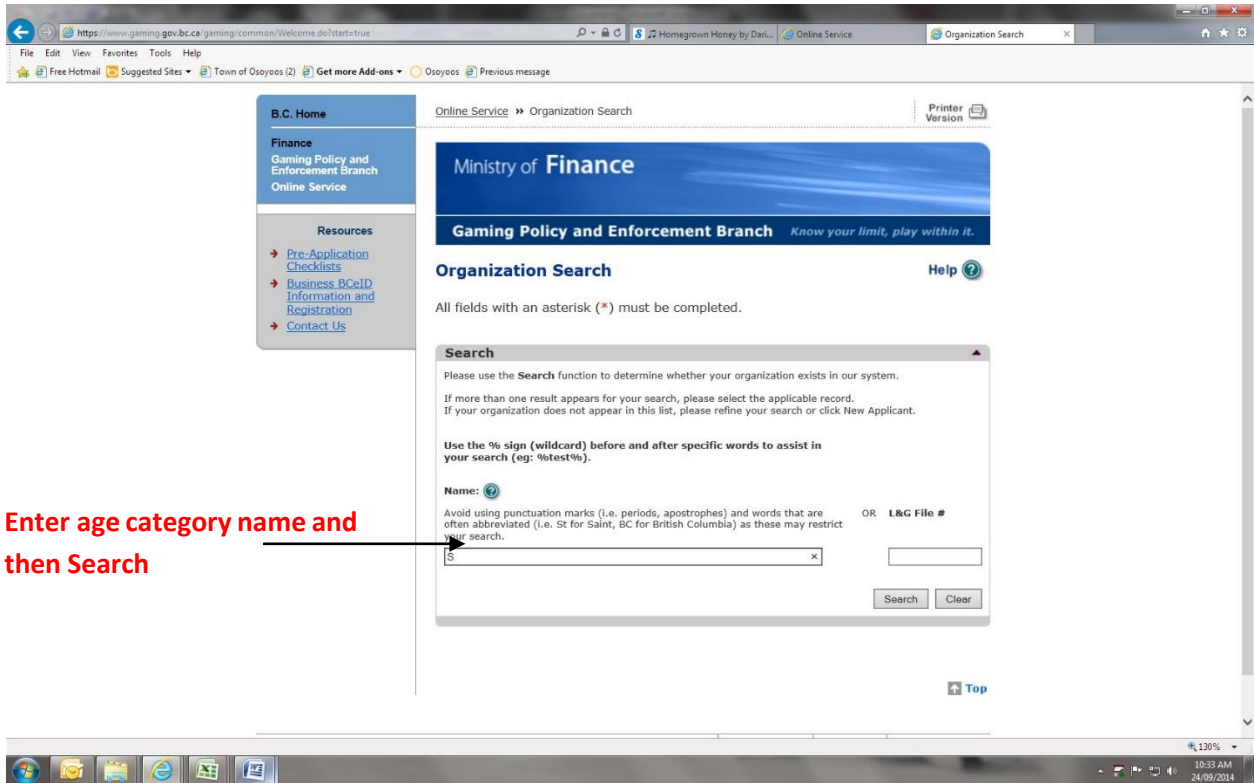 https://www.gaming.gov.bc.ca/gaming/common/Welcome.do?start=true
Homegrown Honey by Dari...
Online Service
Organization Search
File Edit View Favorites Tools Help
Free Hotmail Suggested Sites Town of Osoyoos (2) Get more Add-ons Osoyoos Previous message
B.C. Home
Finance
Gaming Policy and
Enforcement Branch
Online Service
Resources
Pre-Application
Checklists
Business BCeID
Information and
Registration
Contact Us
Online Service » Organization Search
Printer
Version
Ministry of Finance
Gaming Policy and Enforcement Branch Know your limit, play within it.
Organization Search
Help ?
All fields with an asterisk (*) must be completed.
Search
Please use the Search function to determine whether your organization exists in our system.
If more than one result appears for your search, please select the applicable record.
If your organization does not appear in this list, please refine your search or click New Applicant.
Use the % sign (wildcard) before and after specific words to assist in
your search (eg: %test%).
Name: ?
Avoid using punctuation marks (i.e. periods, apostrophes) and words that are
often abbreviated (i.e. St for Saint, BC for British Columbia) as these may restrict
your search.
OR L&G File #
S
Search Clear
Enter age category name and
then Search
Top
130%
10:33 AM
24/09/2014